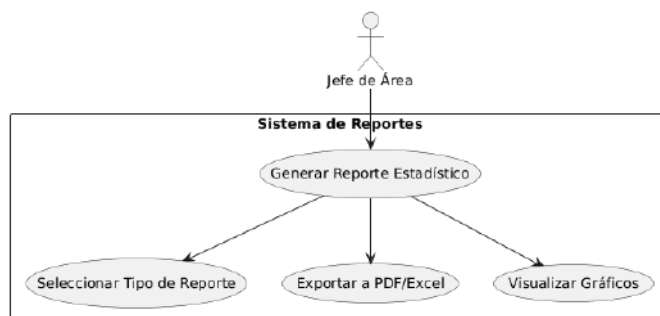 Jefe de Área
Sistema de Reportes
Generar Reporte Estadístico
Seleccionar Tipo de Reporte
Exportar a PDF/Excel
Visualizar Gráficos